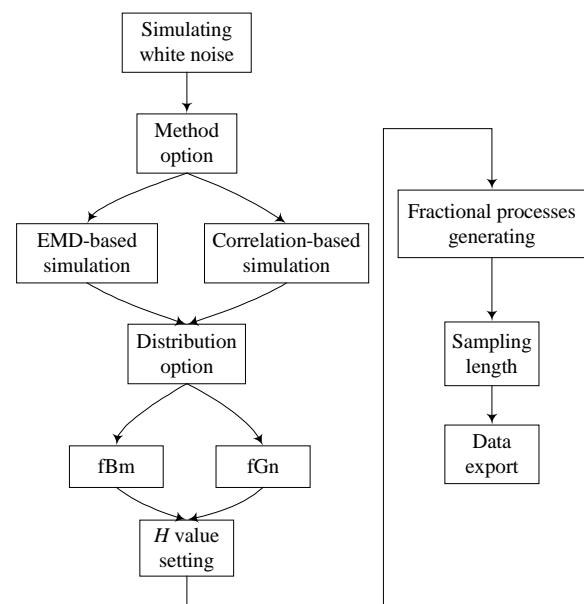 Simulating
white noise
Method
option
EMD-based
simulation
Correlation-based
simulation
Distribution
option
fBm
fGn
H value
setting
Fractional processes
generating
Sampling
length
Data
export